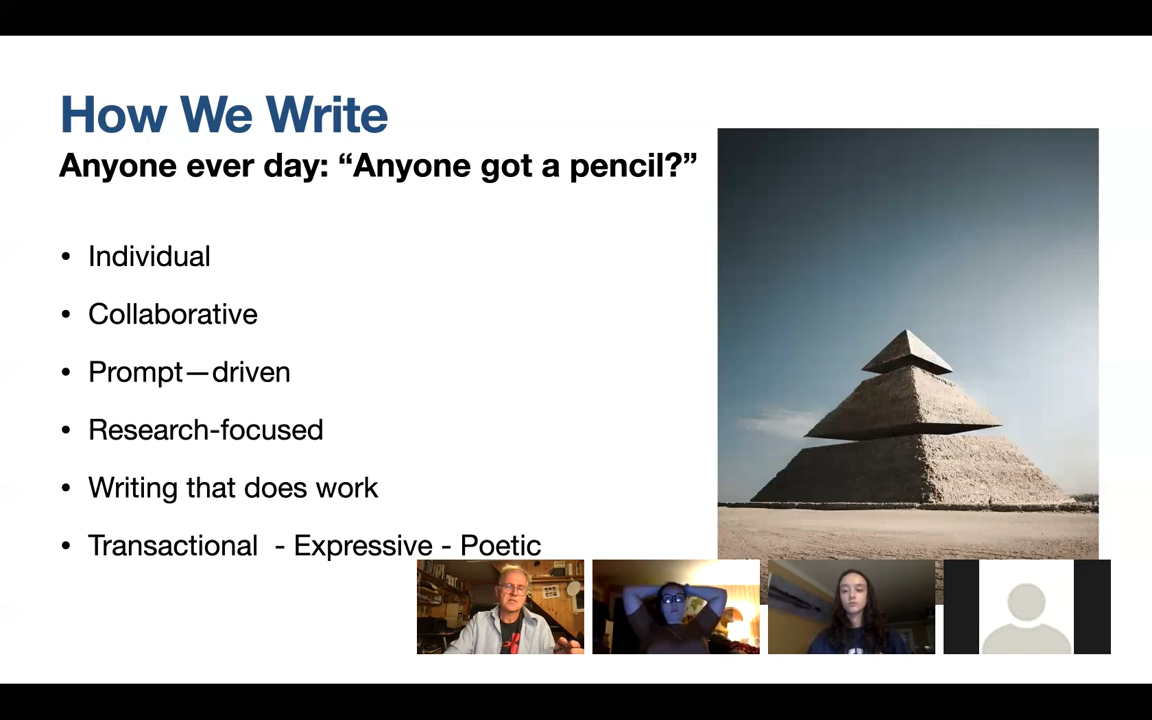 How We Write
Anyone ever day: “Anyone got a pencil?”
• Individual
• Collaborative
• Prompt—driven
• Research-focused
• Writing that does work
• Transactional  - Expressive - Poetic